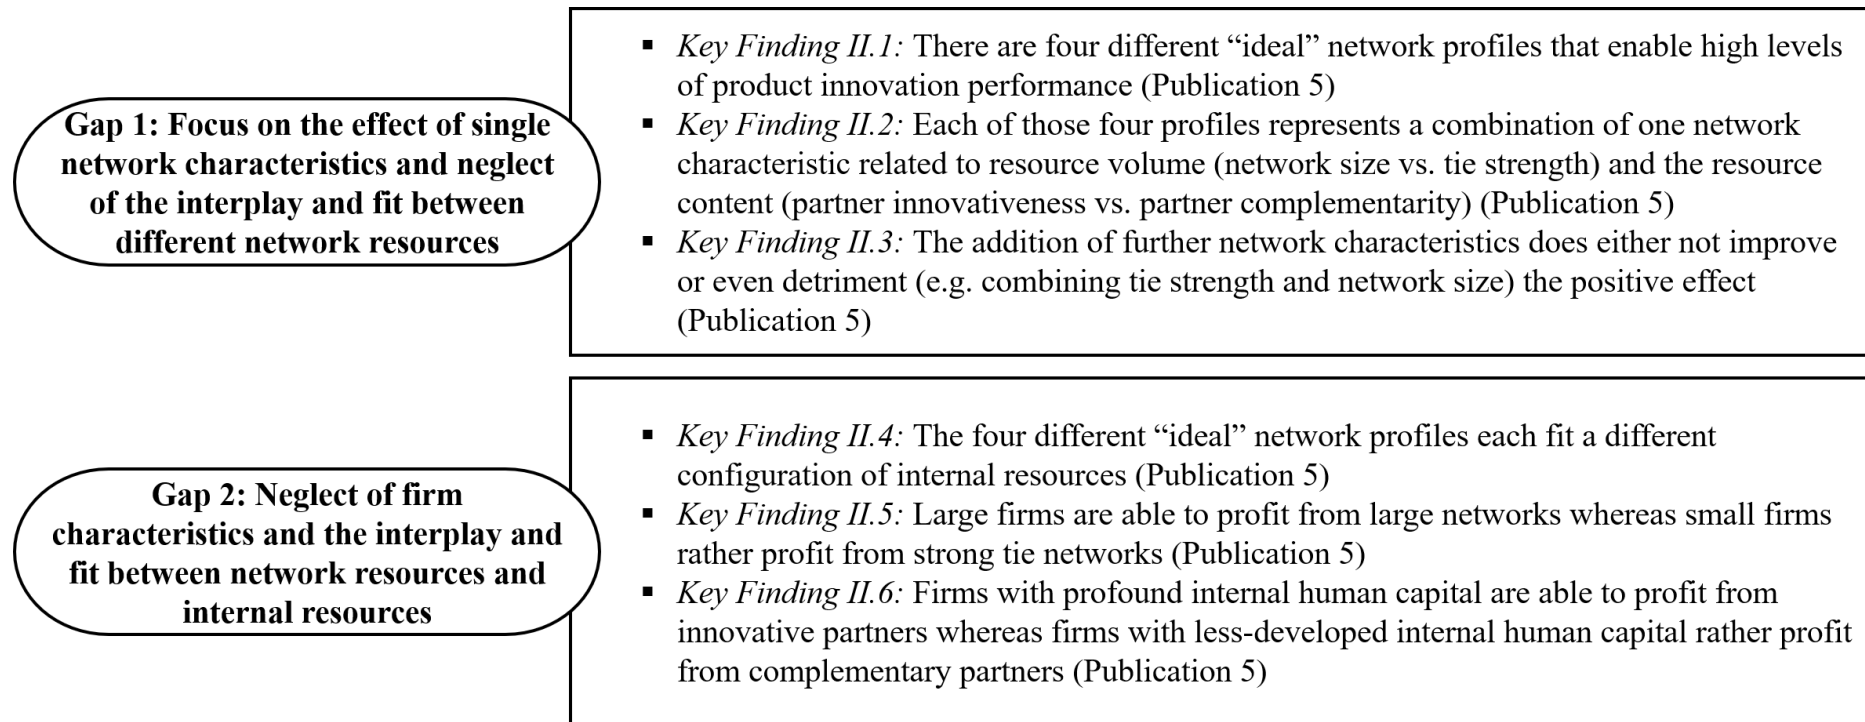 Gap 1: Focus on the effect of single
network characteristics and neglect
of the interplay and fit between
different network resources
▪ Key Finding II.1: There are four different “ideal” network profiles that enable high levels
of product innovation performance (Publication 5)
▪ Key Finding II.2: Each of those four profiles represents a combination of one network
characteristic related to resource volume (network size vs. tie strength) and the resource
content (partner innovativeness vs. partner complementarity) (Publication 5)
▪ Key Finding II.3: The addition of further network characteristics does either not improve
or even detriment (e.g. combining tie strength and network size) the positive effect
(Publication 5)
Gap 2: Neglect of firm
characteristics and the interplay and
fit between network resources and
internal resources
▪ Key Finding II.4: The four different “ideal” network profiles each fit a different
configuration of internal resources (Publication 5)
▪ Key Finding II.5: Large firms are able to profit from large networks whereas small firms
rather profit from strong tie networks (Publication 5)
▪ Key Finding II.6: Firms with profound internal human capital are able to profit from
innovative partners whereas firms with less-developed internal human capital rather profit
from complementary partners (Publication 5)